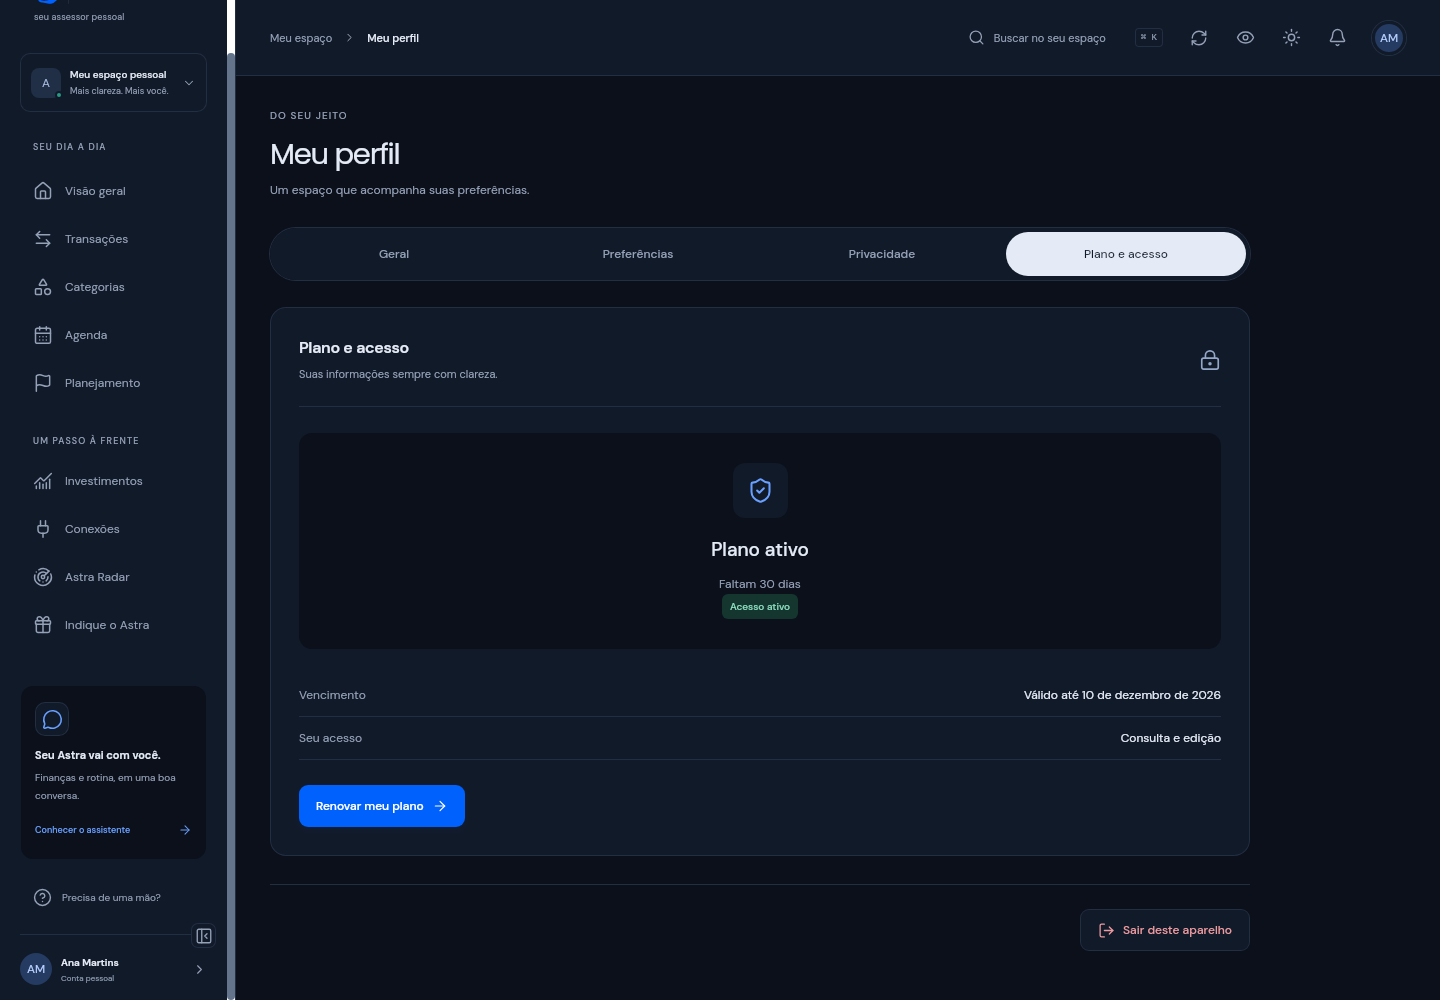 seu assessor pessoal
A
Meu espaço pessoal
Mais clareza. Mais você.
SEU DIA A DIA
Visão geral
Transações
Categorias
Agenda
Planejamento
UM PASSO À FRENTE
Investimentos
Conexões
Astra Radar
Indique o Astra
Seu Astra vai com você.
Finanças e rotina, em uma boa
conversa.
Conhecer o assistente
Precisa de uma mão?
AM
Ana Martins
Conta pessoal
Meu espaço
Meu perfil
Buscar no seu espaço
⌘ K
AM
DO SEU JEITO
Meu perfil
Um espaço que acompanha suas preferências.
Geral
Preferências
Privacidade
Plano e acesso
Plano e acesso
Suas informações sempre com clareza.
Plano ativo
Faltam 30 dias
Acesso ativo
Vencimento
Válido até 10 de dezembro de 2026
Seu acesso
Consulta e edição
Renovar meu plano
Sair deste aparelho